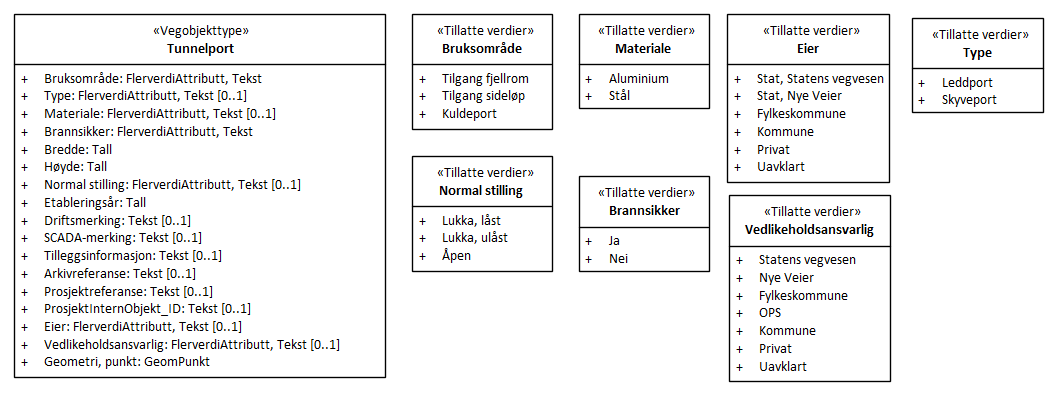 «Vegobjekttype»
Tunnelport
+ Bruksområde: FlerverdiAttributt, Tekst
+ Type: FlerverdiAttributt, Tekst [0..1]
+ Materiale: FlerverdiAttributt, Tekst [0..1]
+ Brannsikker: FlerverdiAttributt, Tekst
+ Bredde: Tall
+ Høyde: Tall
+ Normal stilling: FlerverdiAttributt, Tekst [0..1]
+ Etableringsår: Tall
+ Driftsmerking: Tekst [0..1]
+ SCADA-merking: Tekst [0..1]
+ Tilleggsinformasjon: Tekst [0..1]
+ Arkivreferanse: Tekst [0..1]
+ Prosjektreferanse: Tekst [0..1]
+ ProsjektInternObjekt_ID: Tekst [0..1]
+ Eier: FlerverdiAttributt, Tekst [0..1]
+ Vedlikeholdsansvarlig: FlerverdiAttributt, Tekst [0..1]
+ Geometri, punkt: GeomPunkt
«Tillatte verdier»
Bruksområde
+ Tilgang fjellrom
+ Tilgang sideløp
+ Kuldeport
«Tillatte verdier»
Materiale
+ Aluminium
+ Stål
«Tillatte verdier»
Eier
+ Stat, Statens vegvesen
+ Stat, Nye Veier
+ Fylkeskommune
+ Kommune
+ Privat
+ Uavklart
«Tillatte verdier»
Type
+ Leddport
+ Skyveport
«Tillatte verdier»
Normal stilling
+ Lukka, låst
+ Lukka, ulåst
+ Åpen
«Tillatte verdier»
Brannsikker
+ Ja
+ Nei
«Tillatte verdier»
Vedlikeholdsansvarlig
+ Statens vegvesen
+ Nye Veier
+ Fylkeskommune
+ OPS
+ Kommune
+ Privat
+ Uavklart